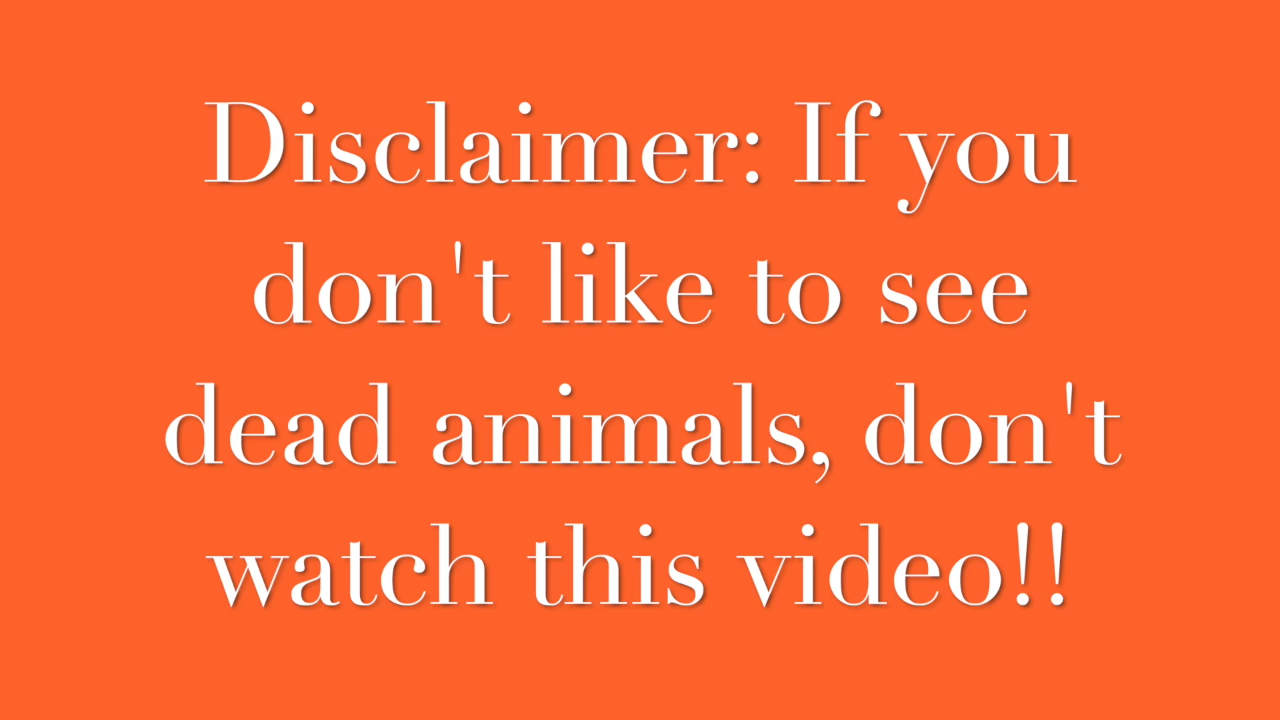 Disclaimer: If you
don't like to see
dead animals, don't
watch this video!!